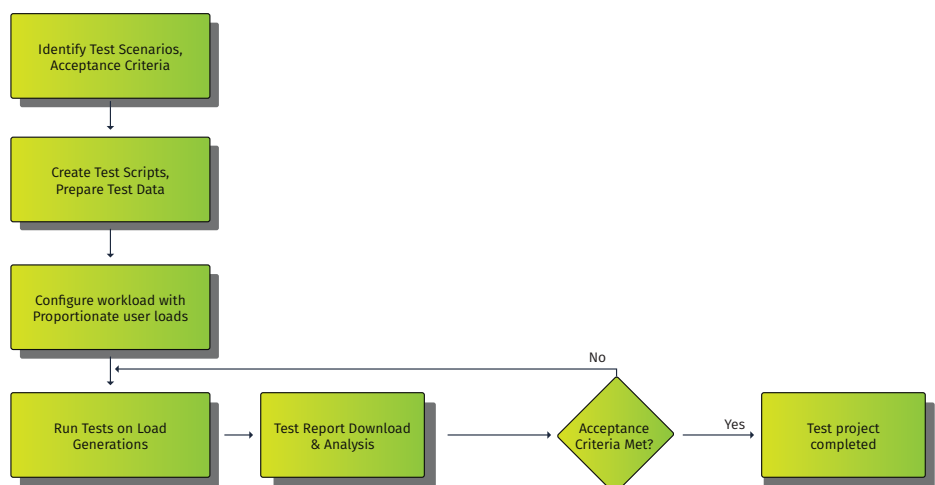 Identify Test Scenarios,
Acceptance Criteria
Create Test Scripts,
Prepare Test Data
Configure workload with
Proportionate user loads
No
Run Tests on Load
Generations
Test Report Download
& Analysis
Acceptance
Criteria Met?
Yes
Test project
completed